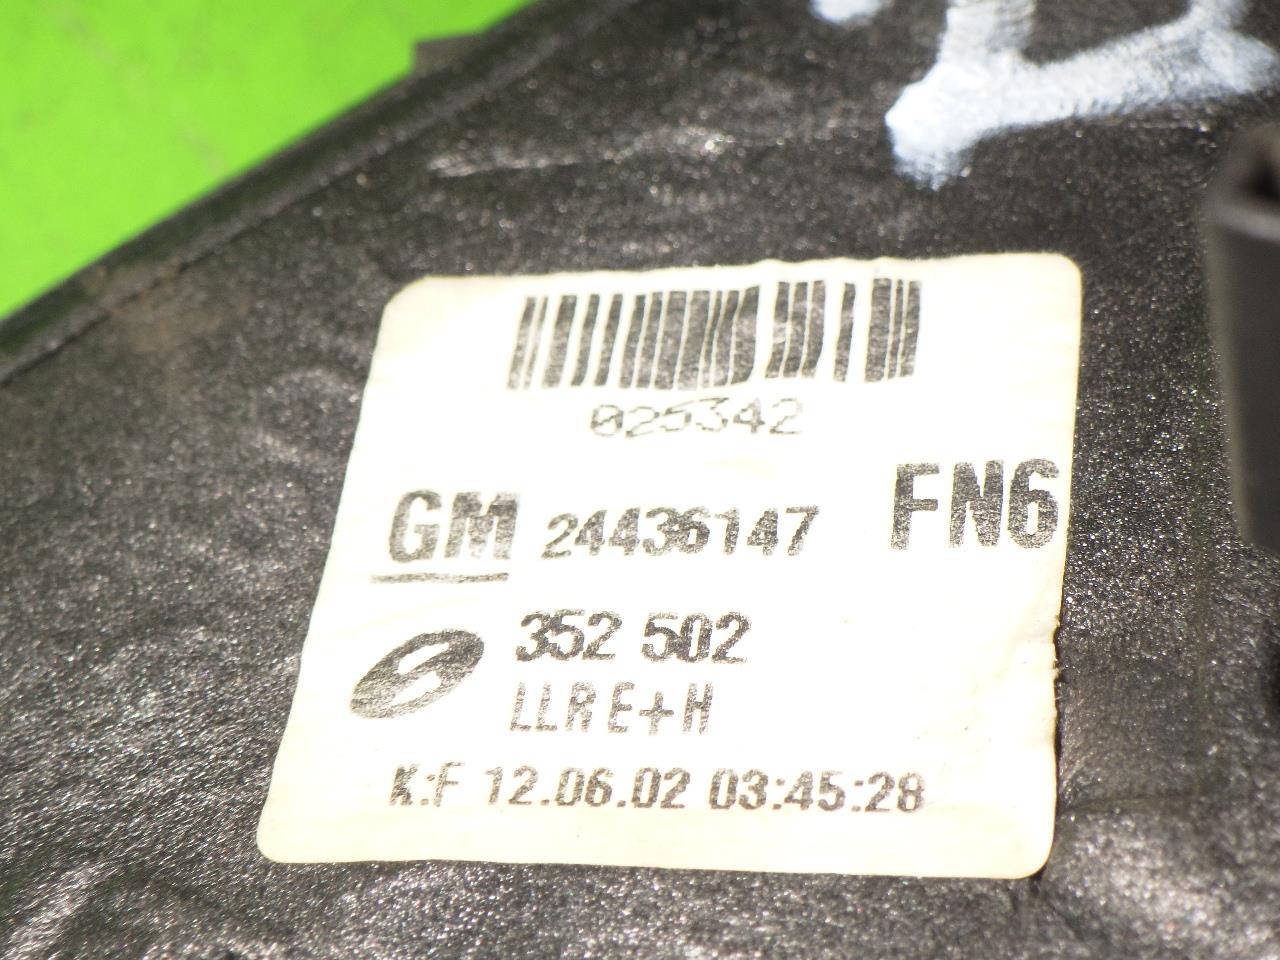 025342
GM 24436147 FN6
352 502
LLR E+H
K:F 12.06.02 03:45:28